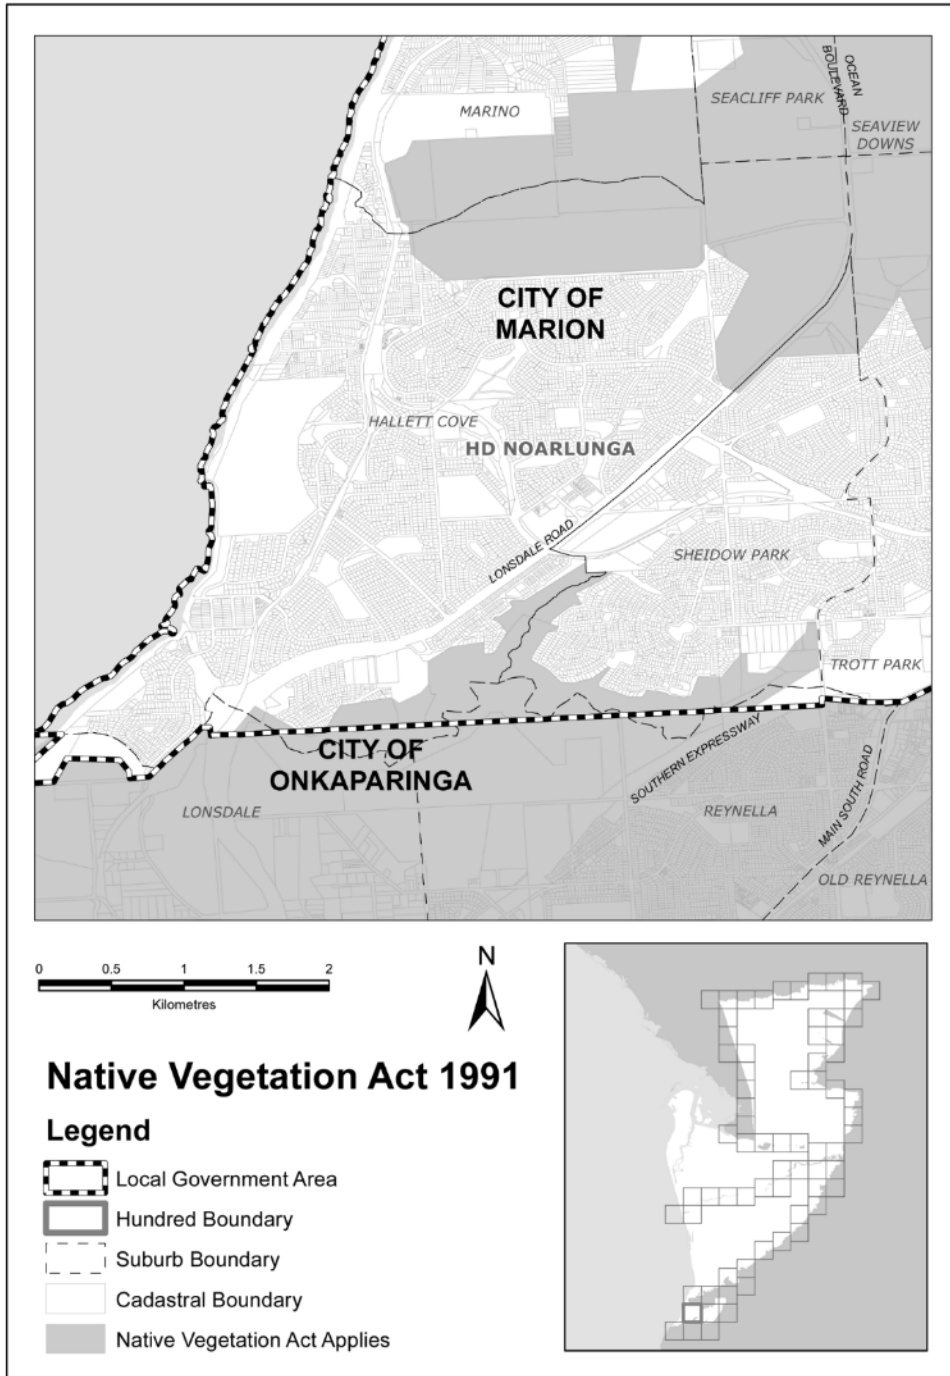 MARINO
SEACLIFF PARK
OCEAN
BOULEVARD
SEAVIEW
DOWNS
CITY OF
MARION
HALLETT COVE
HD NOARLUNGA
LONSDALE ROAD
SHEIDOW PARK
TROTT PARK
CITY OF
ONKAPARINGA
SOUTHERN EXPRESSWAY
LONSDALE
REYNELLA
MAIN SOUTH ROAD
OLD REYNELLA
0 0.5 1 1.5 2
Kilometres
N
Native Vegetation Act 1991
Legend
Local Government Area
Hundred Boundary
Suburb Boundary
Cadastral Boundary
Native Vegetation Act Applies